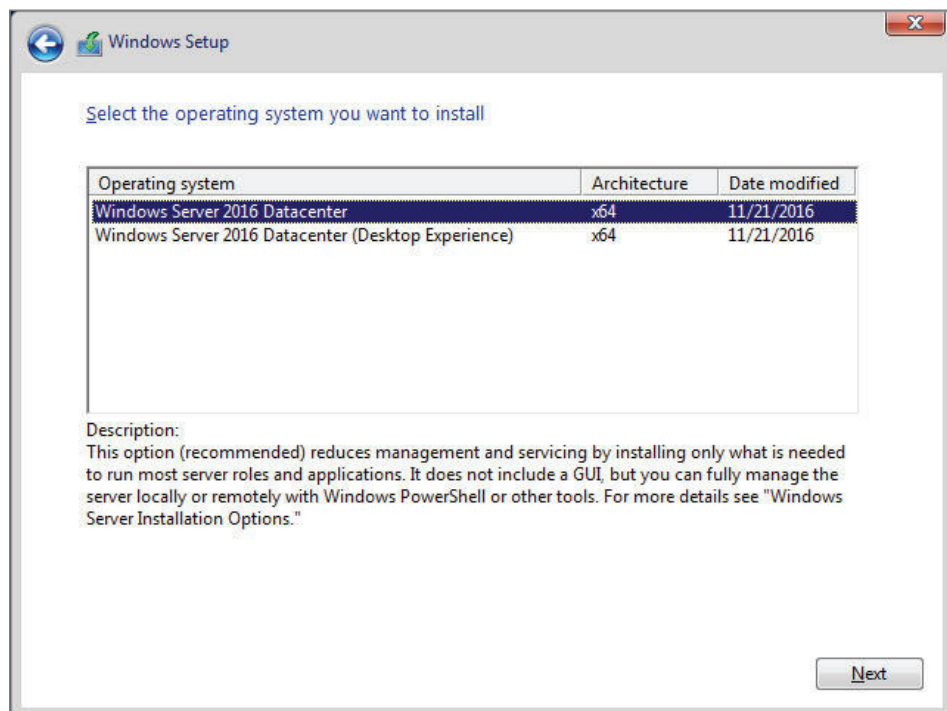 Windows Setup
Select the operating system you want to install
Operating system Architecture Date modified
Windows Server 2016 Datacenter x64 11/21/2016
Windows Server 2016 Datacenter (Desktop Experience) x64 11/21/2016
Description:
This option (recommended) reduces management and servicing by installing only what is needed
to run most server roles and applications. It does not include a GUI, but you can fully manage the
server locally or remotely with Windows PowerShell or other tools. For more details see "Windows
Server Installation Options."
Next